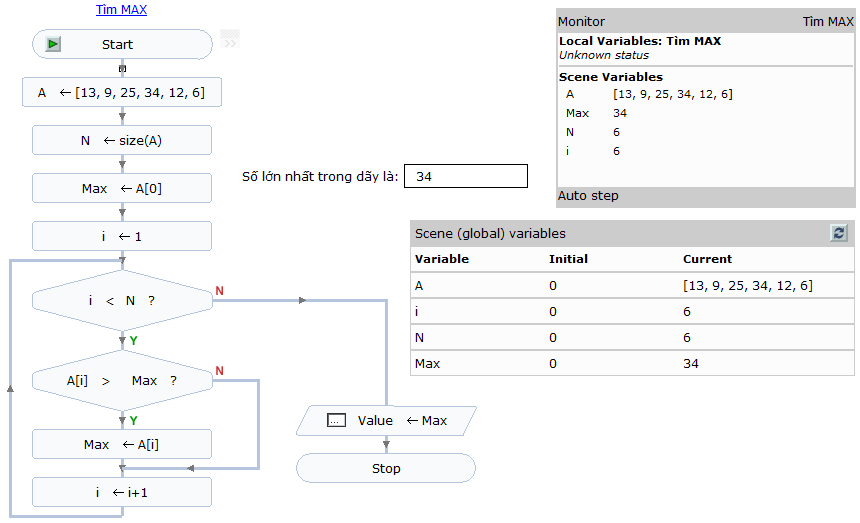 Tìm MAX
Start
>>
A ←[13, 9, 25, 34, 12, 6]
N ←size(A)
Max ←A[0]
i ←1
i < N ?
N
Y
A[i] > Max ?
N
Y
Max ←A[i]
i ←i+1
Số lớn nhất trong dãy là: 34
... Value ←Max
Stop
Monitor Tìm MAX
Local Variables: Tìm MAX
Unknown status
Scene Variables
A [13, 9, 25, 34, 12, 6]
Max 34
N 6
i 6
Auto step
Scene (global) variables
Variable Initial Current
A 0 [13, 9, 25, 34, 12, 6]
i 0 6
N 0 6
Max 0 34